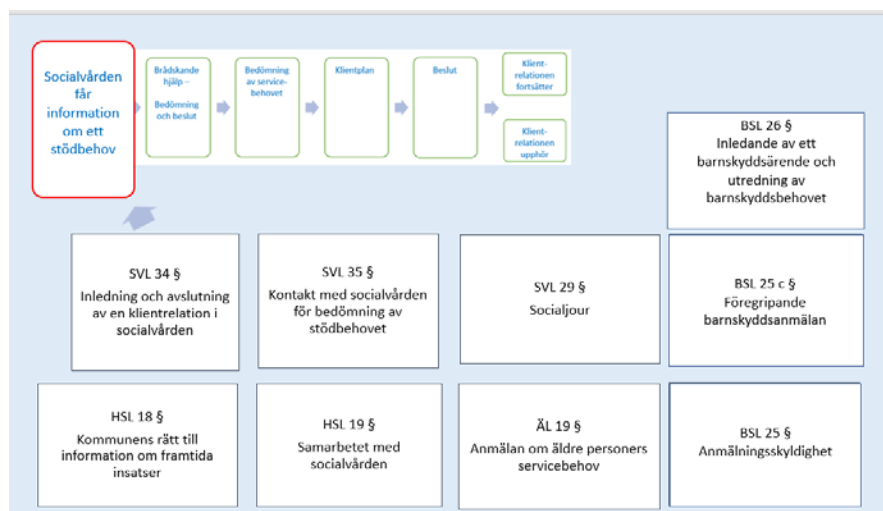 Socialvården
får
information
om ett
stödbehov
Brådskande
hjälp –
Bedömning
och beslut
Bedömning
av service-
behovet
Klientplan
Beslut
Klient-
relationen
fortsätter
Klient-
relationen
upphör
BSL 26 §
Inledande av ett
barnskyddsärende och
utredning av
barnskyddsbehovet
SVL 34 §
Inledning och avslutning
av en klientrelation i
socialvården
SVL 35 §
Kontakt med socialvården
för bedömning av
stödbehovet
SVL 29 §
Socialjour
BSL 25 c §
Föregripande
barnskyddsanmälan
HSL 18 §
Kommunens rätt till
information om framtida
insatser
HSL 19 §
Samarbetet med
socialvården
ÄL 19 §
Anmälan om äldre personers
servicebehov
BSL 25 §
Anmälningsskyldighet